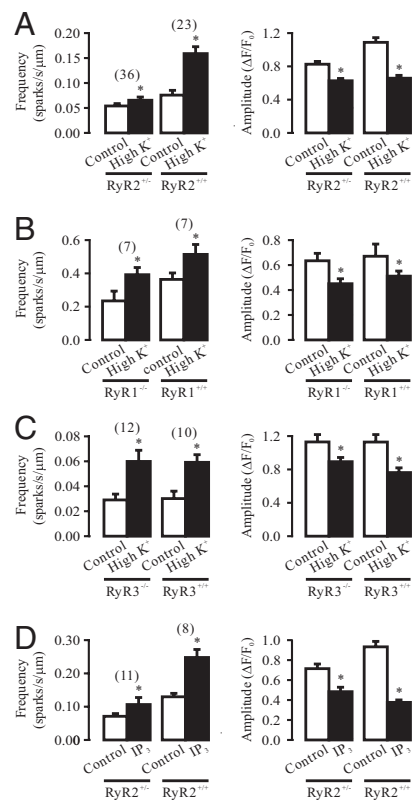 A
Frequency
(sparks/s/μm)
0.20
0.15
0.10
0.05
0.00
(36)
*
(23)
*
Control
High K⁺
Control
High K⁺
RyR2⁺/⁻
RyR2⁺/⁺
Amplitude (ΔF/F₀)
1.2
0.8
0.4
0.0
*
*
Control
High K⁺
Control
High K⁺
RyR2⁺/⁻
RyR2⁺/⁺
B
Frequency
(sparks/s/μm)
0.6
0.4
0.2
0.0
(7)
*
(7)
*
Control
High K⁺
control
High K⁺
RyR1⁻/⁻
RyR1⁺/⁺
Amplitude (ΔF/F₀)
0.8
0.6
0.4
0.2
0.0
*
*
Control
High K⁺
Control
High K⁺
RyR1⁻/⁻
RyR1⁺/⁺
C
Frequency
(sparks/s/μm)
0.08
0.06
0.04
0.02
0.00
(12)
*
(10)
*
Control
High K⁺
Control
High K⁺
RyR3⁻/⁻
RyR3⁺/⁺
Amplitude (ΔF/F₀)
1.2
0.8
0.4
0.0
*
*
Control
High K⁺
Control
High K⁺
RyR3⁻/⁻
RyR3⁺/⁺
D
Frequency
(sparks/s/μm)
0.30
0.20
0.10
0.00
(11)
*
(8)
*
Control
IP₃
Control
IP₃
RyR2⁺/⁻
RyR2⁺/⁺
Amplitude (ΔF/F₀)
1.0
0.8
0.6
0.4
0.2
0.0
*
*
Control
IP₃
Control
IP₃
RyR2⁺/⁻
RyR2⁺/⁺